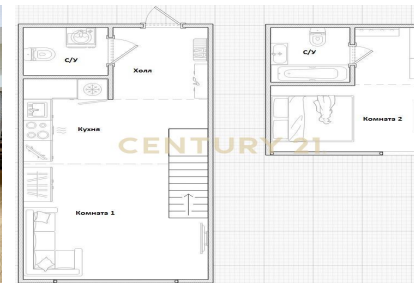 С/У
Холл
С/У
Кухня
Комната 2
CENTURY 21
Комната 1